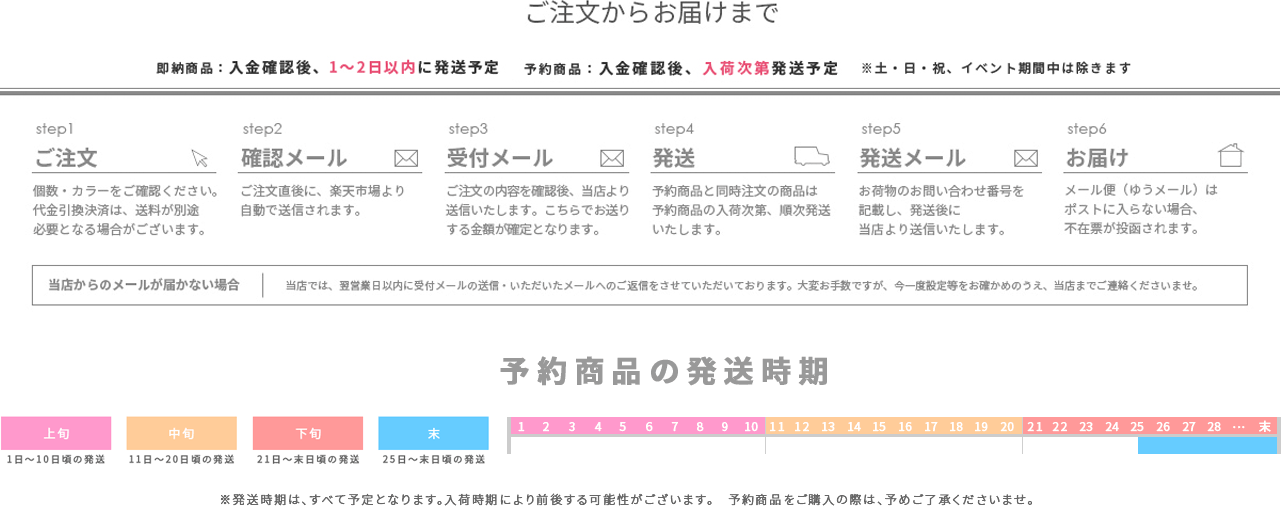 ご注文からお届けまで
即納商品：入金確認後、1～2日以内に発送予定 予約商品：入金確認後、入荷次第発送予定 ※土・日・祝、イベント期間中は除きます
step1
ご注文
個数・カラーをご確認ください。
代金引換決済は、送料が別途
必要となる場合がございます。
step2
確認メール
ご注文直後に、楽天市場より
自動で送信されます。
step3
受付メール
ご注文の内容を確認後、当店より
送信いたします。こちらでお送り
する金額が確定となります。
step4
発送
予約商品と同時注文の商品は
予約商品の入荷次第、順次発送
いたします。
step5
発送メール
お荷物のお問い合わせ番号を
記載し、発送後に
当店より送信いたします。
step6
お届け
メール便（ゆうメール）は
ポストに入らない場合、
不在票が投函されます。
当店からのメールが届かない場合
当店では、翌営業日以内に受付メールの送信・いただいたメールへのご返信をさせていただいております。大変お手数ですが、今一度設定等をお確かめのうえ、当店までご連絡くださいませ。
予約商品の発送時期
上旬
1日～10日頃の発送
中旬
11日～20日頃の発送
下旬
21日～末日頃の発送
末
25日～末日頃の発送
1 2 3 4 5 6 7 8 9 10 11 12 13 14 15 16 17 18 19 20 21 22 23 24 25 26 27 28 … 末
※発送時期は、すべて予定となります。入荷時期により前後する可能性がございます。 予約商品をご購入の際は、予めご了承くださいませ。